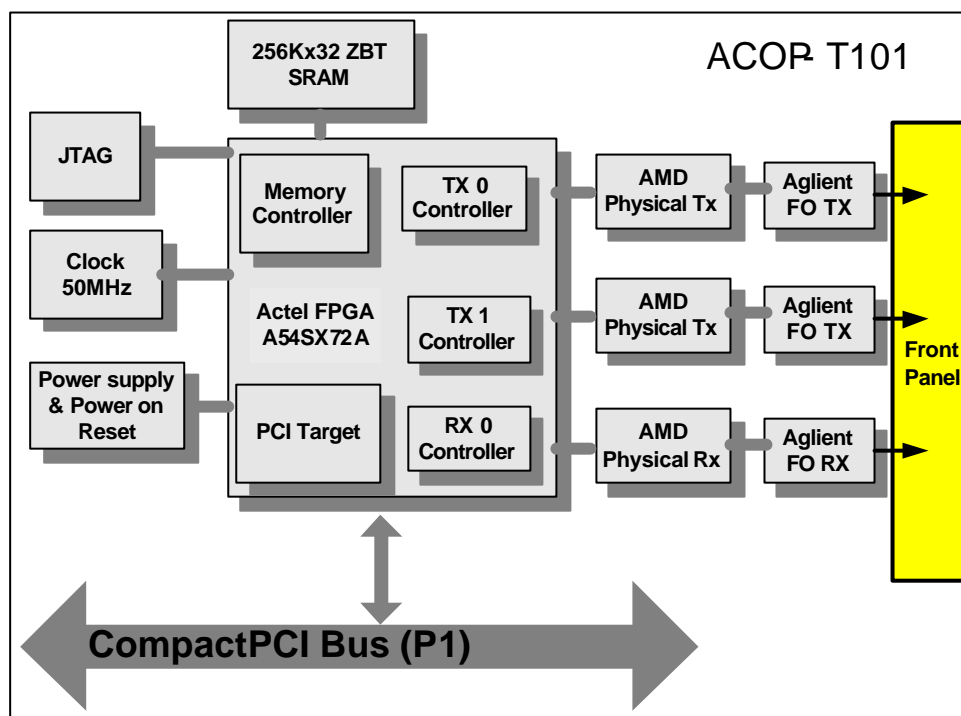 256Kx32 ZBT
SRAM
ACOP- T101
JTAG
Memory
Controller
TX 0
Controller
AMD
Physical Tx
Aglient
FO TX
Clock
50MHz
Actel FPGA
A54SX72A
TX 1
Controller
AMD
Physical Tx
Aglient
FO TX
Front
Panel
Power supply
& Power on
Reset
PCI Target
RX 0
Controller
AMD
Physical Rx
Aglient
FO RX
CompactPCI Bus (P1)